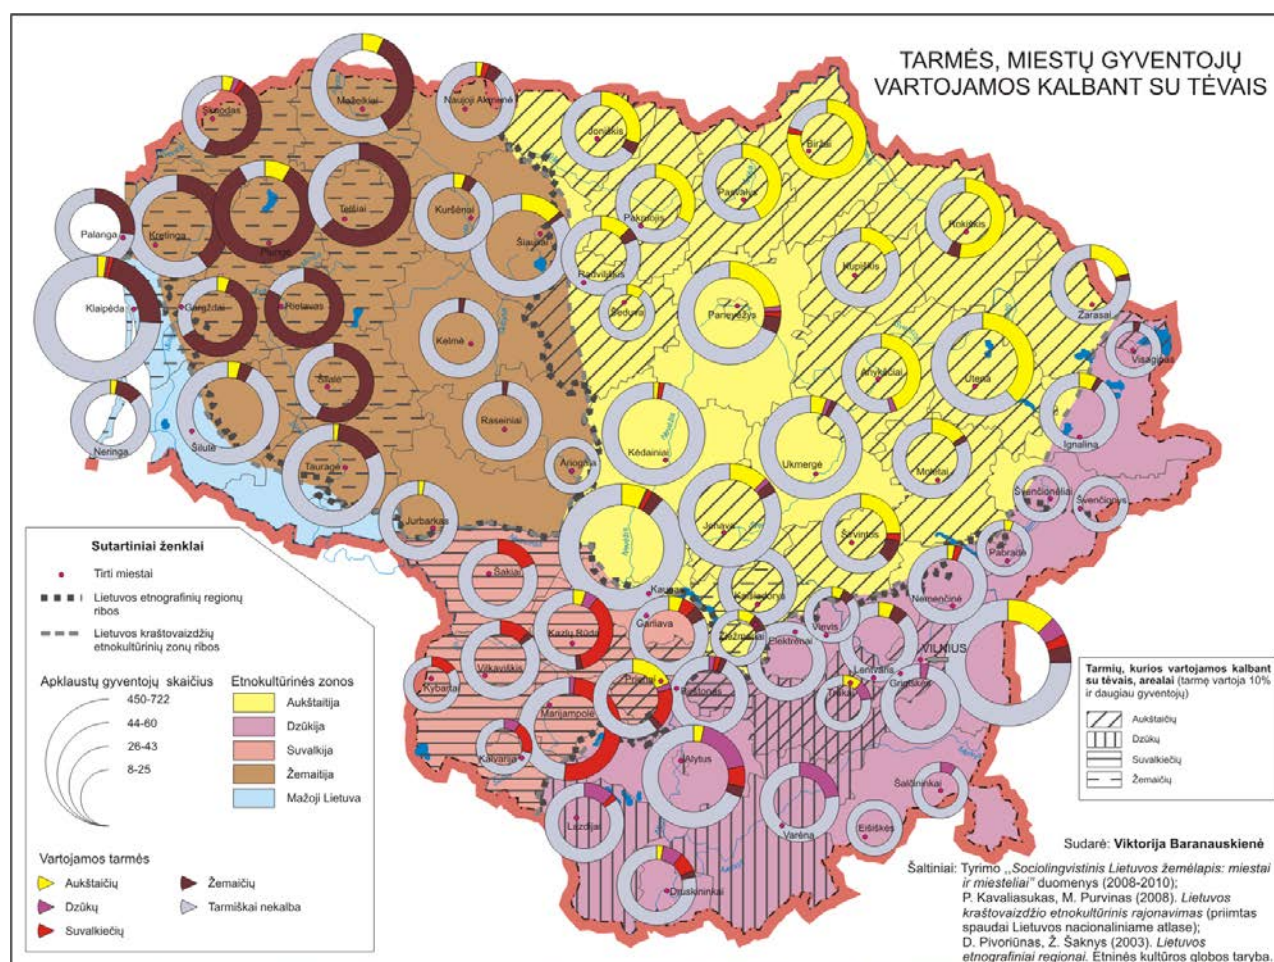 TARMĖS, MIESTŲ GYVENTOJŲ
VARTOJAMOS KALBANT SU TĖVAIS
Mažeikiai
Naujoji Akmenė
Skuodas
Joniškis
Biržai
Telšiai
Kuršėnai
Pasvalys
Pakruojis
Rokiškis
Palanga
Kretinga
Plungė
Šiauliai
Radviliškis
Kupiškis
Klaipėda
Gargždai
Rietavas
Šeduva
Panevėžys
Zarasai
Kelmė
Visaginas
Šilalė
Anykščiai
Utena
Neringa
Šilutė
Raseiniai
Kėdainiai
Ukmergė
Molėtai
Ignalina
Tauragė
Ariogala
Jurbarkas
Jonava
Švenčionėliai
Švenčionys
Širvintos
Pabradė
Šakiai
Kaunas
Kaišiadorys
Nemenčinė
Garliava
Kazlų Rūda
Žiežmariai
Vievis
Elektrėnai
VILNIUS
Lentvaris
Grigiškės
Vilkaviškis
Kybartai
Prienai
Birštonas
Trakai
Marijampolė
Kalvarija
Alytus
Šalčininkai
Lazdijai
Varėna
Eišiškės
Druskininkai
Sutartiniai ženklai
Tirti miestai
Lietuvos etnografinių regionų
ribos
Lietuvos kraštovaizdžių
etnokultūrinių zonų ribos
Apklaustų gyventojų skaičius
450-722
44-60
26-43
8-25
Etnokultūrinės zonos
Aukštaitija
Dzūkija
Suvalkija
Žemaitija
Mažoji Lietuva
Vartojamos tarmės
Aukštaičių
Dzūkų
Suvalkiečių
Žemaičių
Tarmiškai nekalba
Tarmių, kurios vartojamos kalbant
su tėvais, arealai (tarmę vartoja 10%
ir daugiau gyventojų)
Aukštaičių
Dzūkų
Suvalkiečių
Žemaičių
Sudarė: Viktorija Baranauskienė
Šaltiniai: Tyrimo „Sociolingvistinis Lietuvos žemėlapis: miestai
ir miesteliai" duomenys (2008-2010);
P. Kavaliasukas, M. Purvinas (2008). Lietuvos
kraštovaizdžio etnokultūrinis rajonavimas (priimtas
spaudai Lietuvos nacionaliniame atlase);
D. Pivoriūnas, Ž. Šaknys (2003). Lietuvos
etnografiniai regionai. Etninės kultūros globos taryba.